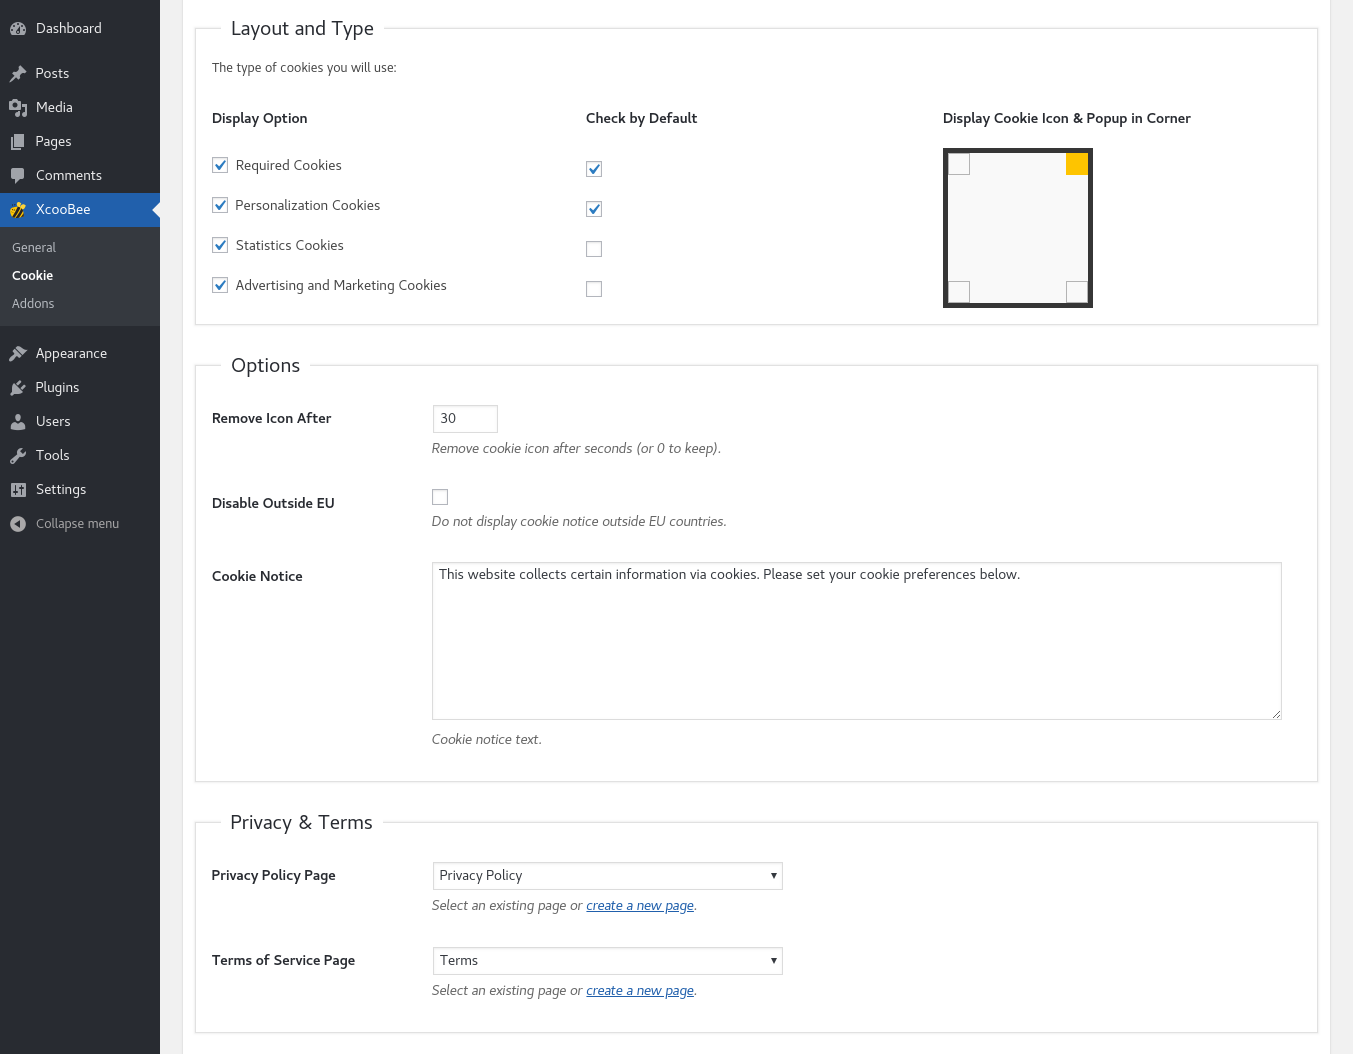 Dashboard
Posts
Media
Pages
Comments
XcooBee
General
Cookie
Addons
Appearance
Plugins
Users
Tools
Settings
Collapse menu
Layout and Type
The type of cookies you will use:
Display Option
Check by Default
Display Cookie Icon & Popup in Corner
Required Cookies
Personalization Cookies
Statistics Cookies
Advertising and Marketing Cookies
Options
Remove Icon After
30
Remove cookie icon after seconds (or 0 to keep).
Disable Outside EU
Do not display cookie notice outside EU countries.
Cookie Notice
This website collects certain information via cookies. Please set your cookie preferences below.
Cookie notice text.
Privacy & Terms
Privacy Policy Page
Privacy Policy
Select an existing page or create a new page.
Terms of Service Page
Terms
Select an existing page or create a new page.